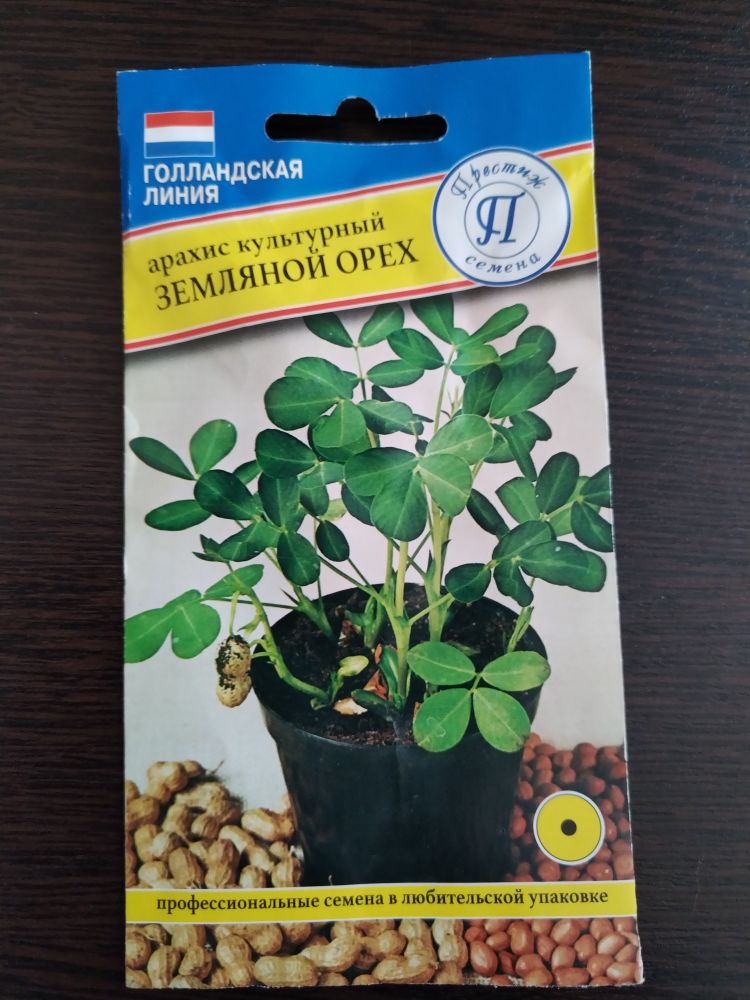 ГОЛЛАНДСКАЯ
ЛИНИЯ
Престиж
П
семена
арахис культурный
ЗЕМЛЯНОЙ ОРЕХ
профессиональные семена в любительской упаковке